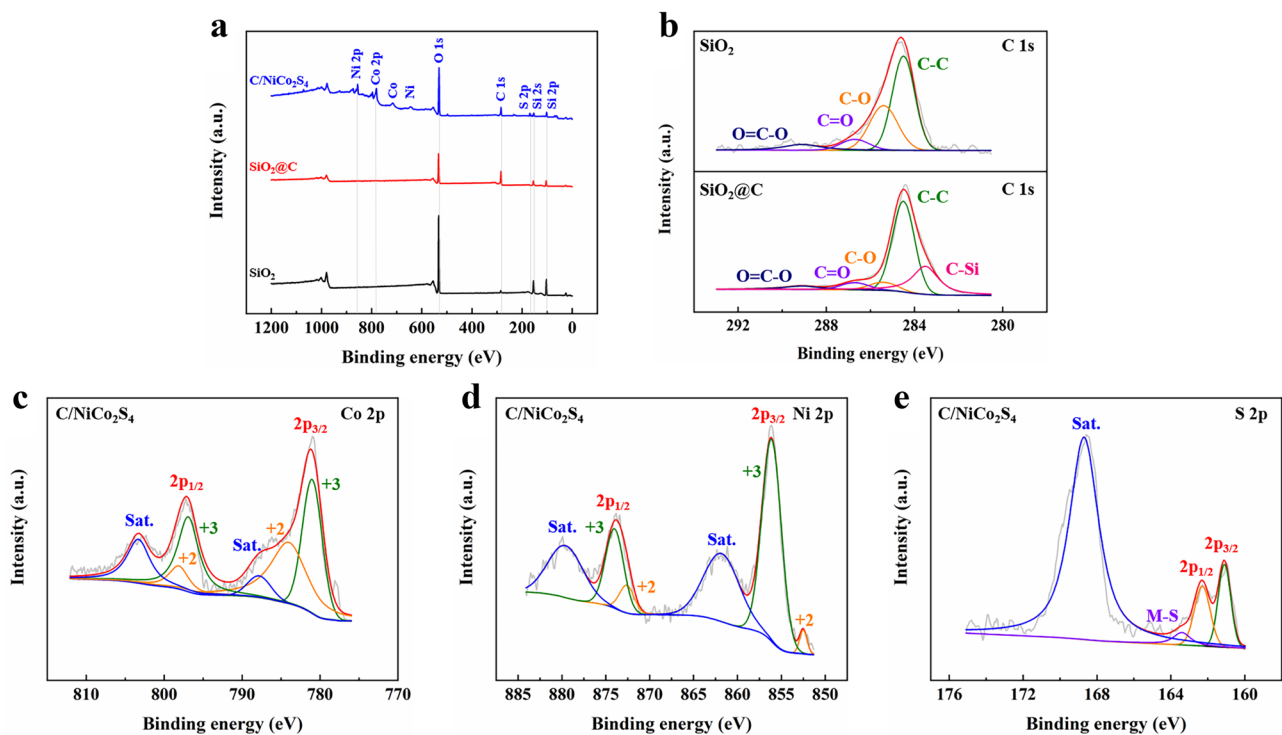 a
Intensity (a.u.)
C/NiCo₂S₄
Ni 2p
Co 2p
Co
Ni
O 1s
C 1s
S 2p
Si 2s
Si 2p
SiO₂@C
SiO₂
1200 1000 800 600 400 200 0
Binding energy (eV)
b
Intensity (a.u.)
SiO₂ C 1s
C-C
C-O
C=O
O=C-O
SiO₂@C C 1s
C-C
C-O
C=O
O=C-O
C-Si
292 288 284 280
Binding energy (eV)
c
Intensity (a.u.)
C/NiCo₂S₄ Co 2p
2p₃/₂
+3
2p₁/₂
Sat.
+3
+2
+2
Sat.
810 800 790 780 770
Binding energy (eV)
d
Intensity (a.u.)
C/NiCo₂S₄ Ni 2p
2p₃/₂
+3
2p₁/₂
Sat.
+3
Sat.
+2
+2
885 880 875 870 865 860 855 850
Binding energy (eV)
e
Intensity (a.u.)
C/NiCo₂S₄ S 2p
Sat.
2p₃/₂
2p₁/₂
M-S
176 172 168 164 160
Binding energy (eV)